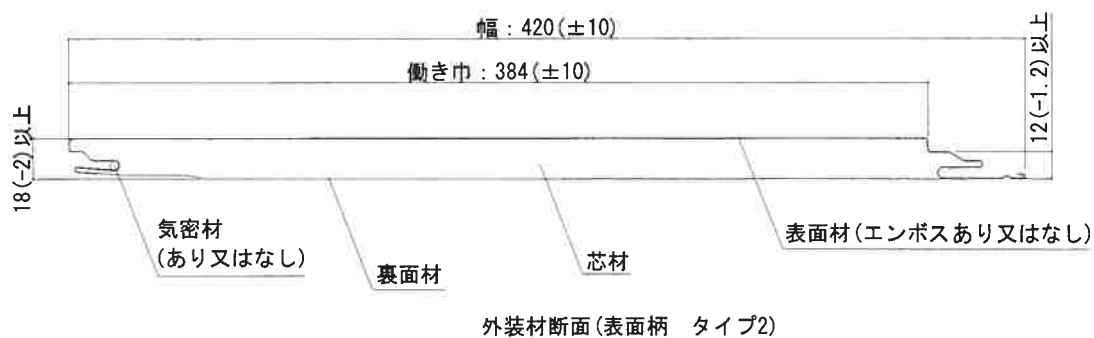 幅：420(±10)
働き巾：384(±10)
12(-1.2)以上
18(-2)以上
気密材
(あり又はなし)
裏面材
芯材
表面材(エンボスあり又はなし)
外装材断面(表面柄　タイプ2)